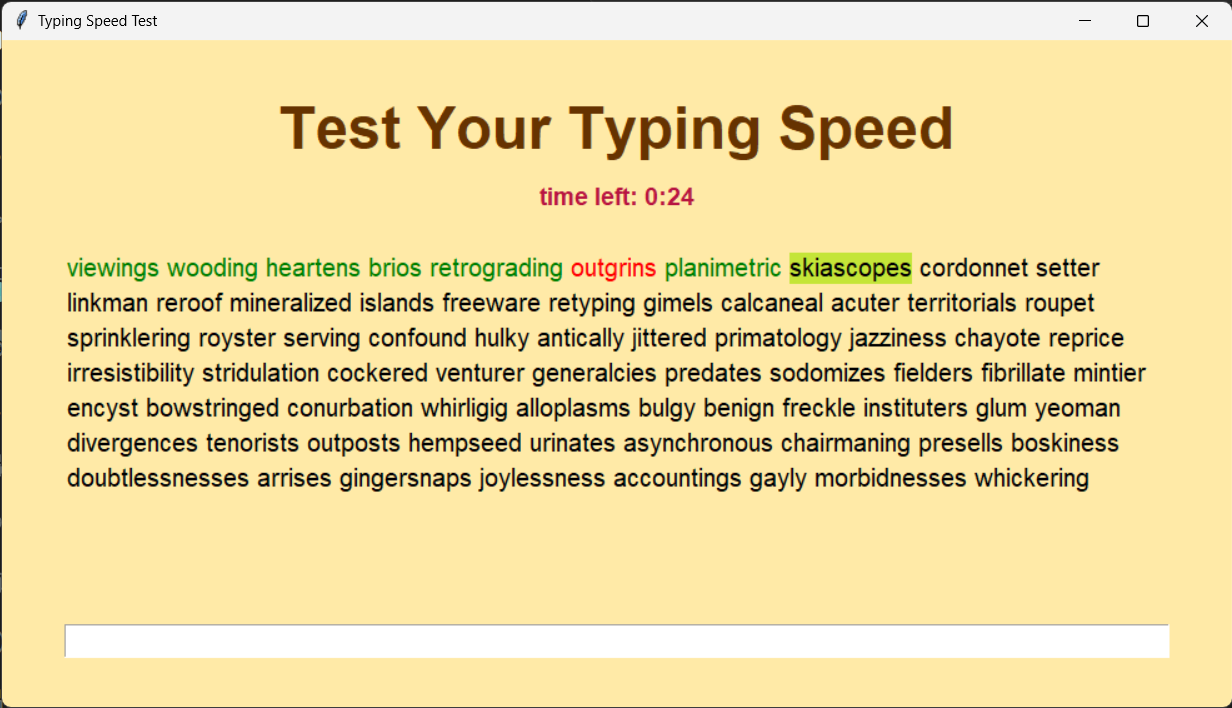 Typing Speed Test
Test Your Typing Speed
time left: 0:24
viewings wooding heartens brios retrograding outgrins planimetric skiascopes cordonnet setter
linkman reroof mineralized islands freeware retyping gimels calcaneal acuter territorials roupet
sprinklering royster serving confound hulky antically jittered primatology jazziness chayote reprice
irresistibility stridulation cockered venturer generalcies predates sodomizes fielders fibrillate mintier
encyst bowstringed conurbation whirligig alloplasms bulgy benign freckle instituters glum yeoman
divergences tenorists outposts hempseed urinates asynchronous chairmaning presells boskiness
doubtlessnesses arrises gingersnaps joylessness accountings gayly morbidnesses whickering